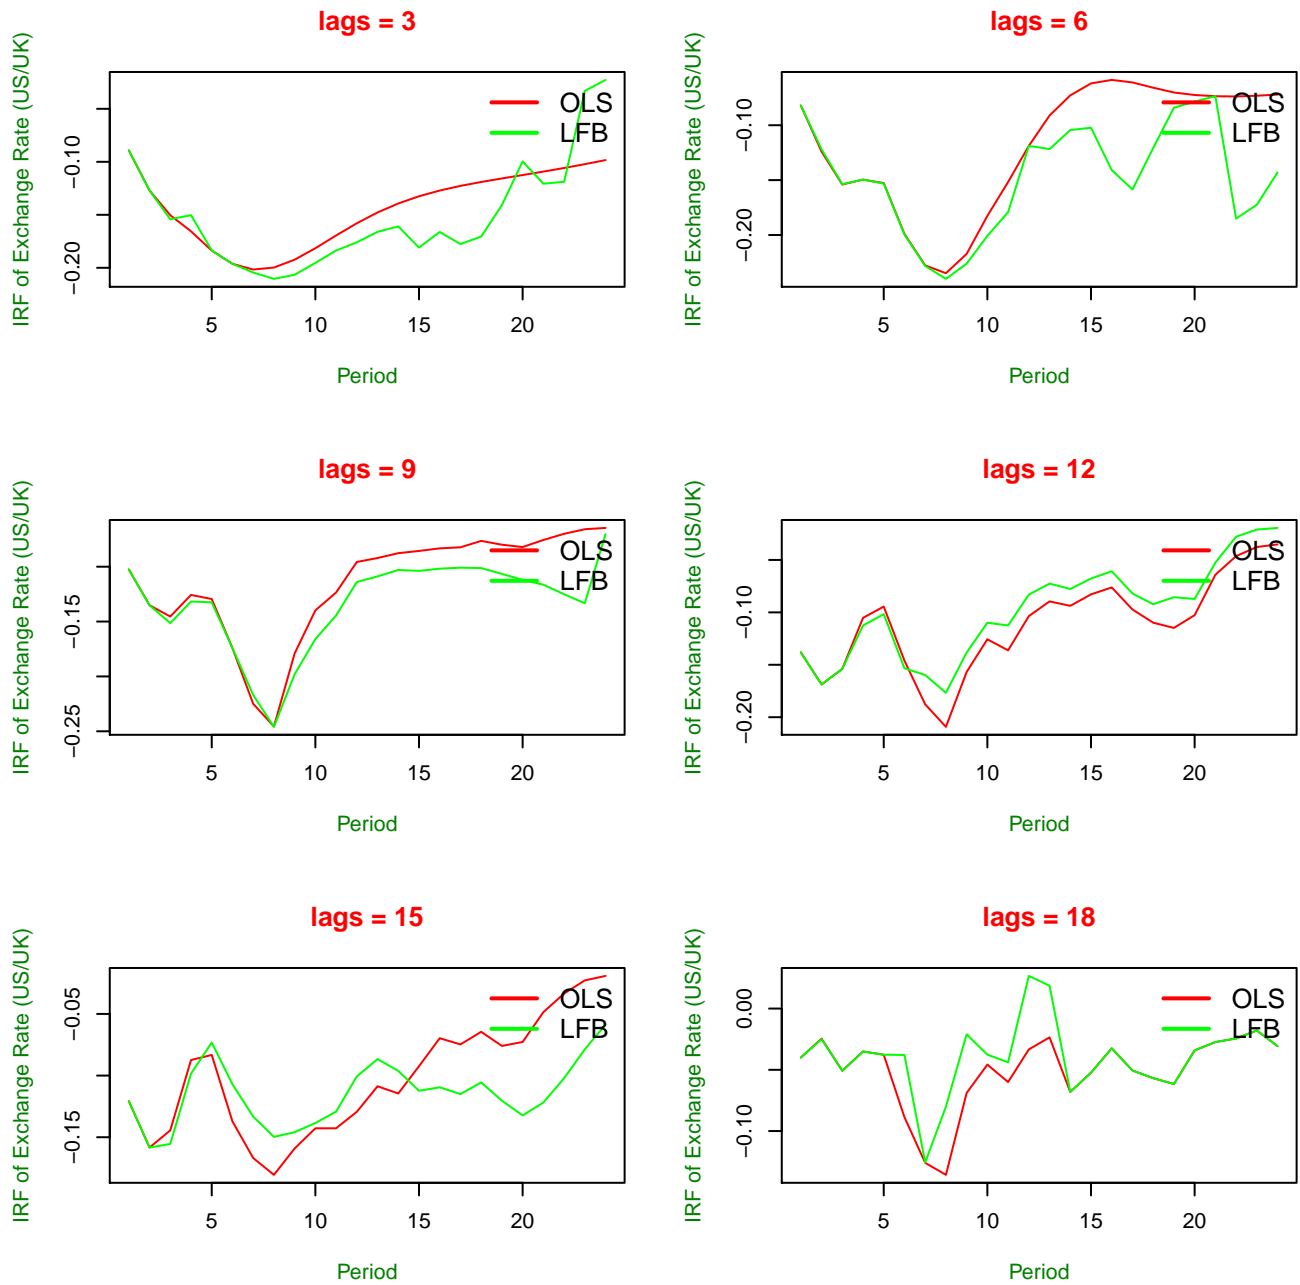 lags = 3
IRF of Exchange Rate (US/UK)
-0.10
-0.20
OLS
LFB
5 10 15 20
Period
lags = 6
IRF of Exchange Rate (US/UK)
-0.10
-0.20
OLS
LFB
5 10 15 20
Period
lags = 9
IRF of Exchange Rate (US/UK)
-0.15
-0.25
OLS
LFB
5 10 15 20
Period
lags = 12
IRF of Exchange Rate (US/UK)
-0.10
-0.20
OLS
LFB
5 10 15 20
Period
lags = 15
IRF of Exchange Rate (US/UK)
-0.05
-0.15
OLS
LFB
5 10 15 20
Period
lags = 18
IRF of Exchange Rate (US/UK)
0.00
-0.10
OLS
LFB
5 10 15 20
Period